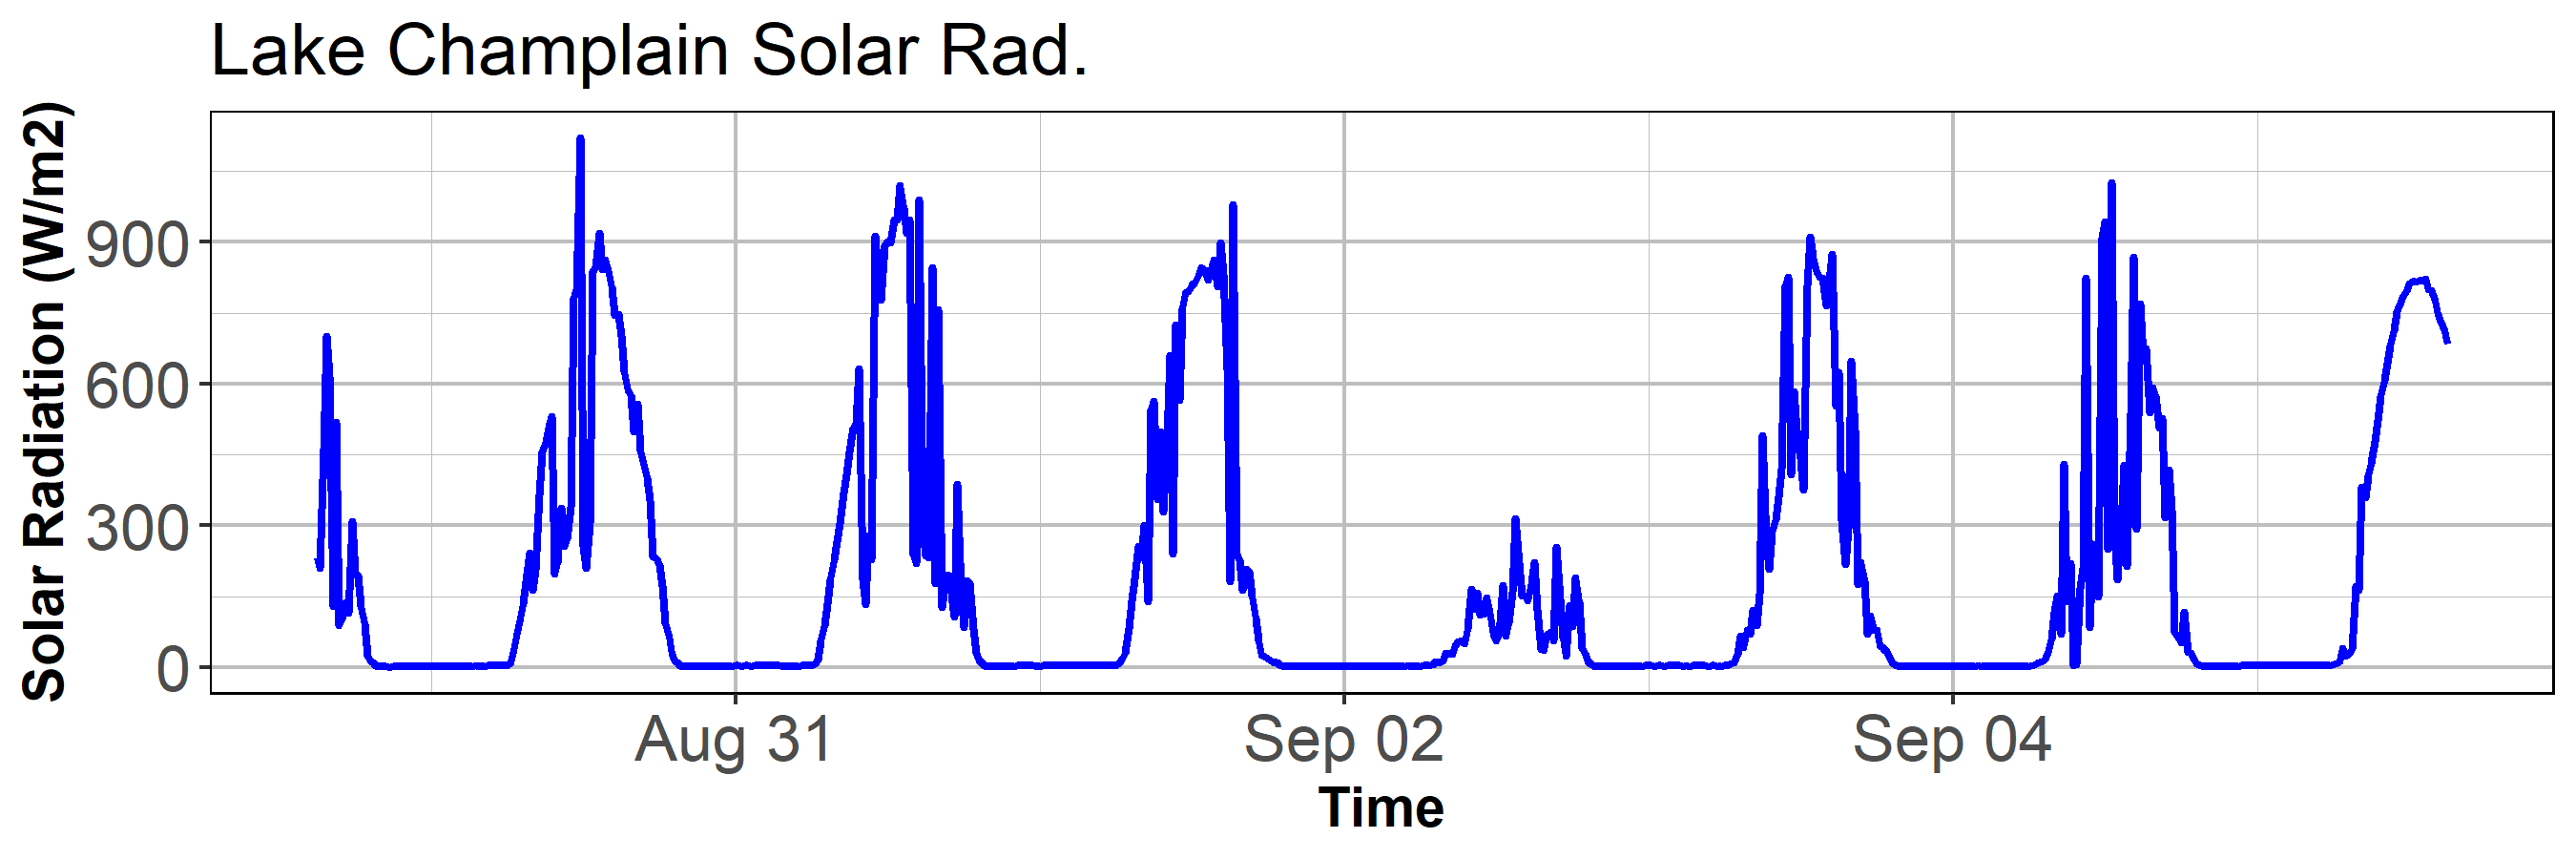 Lake Champlain Solar Rad.
Solar Radiation (W/m2)
900
600
300
0
Aug 31 Sep 02 Sep 04
Time